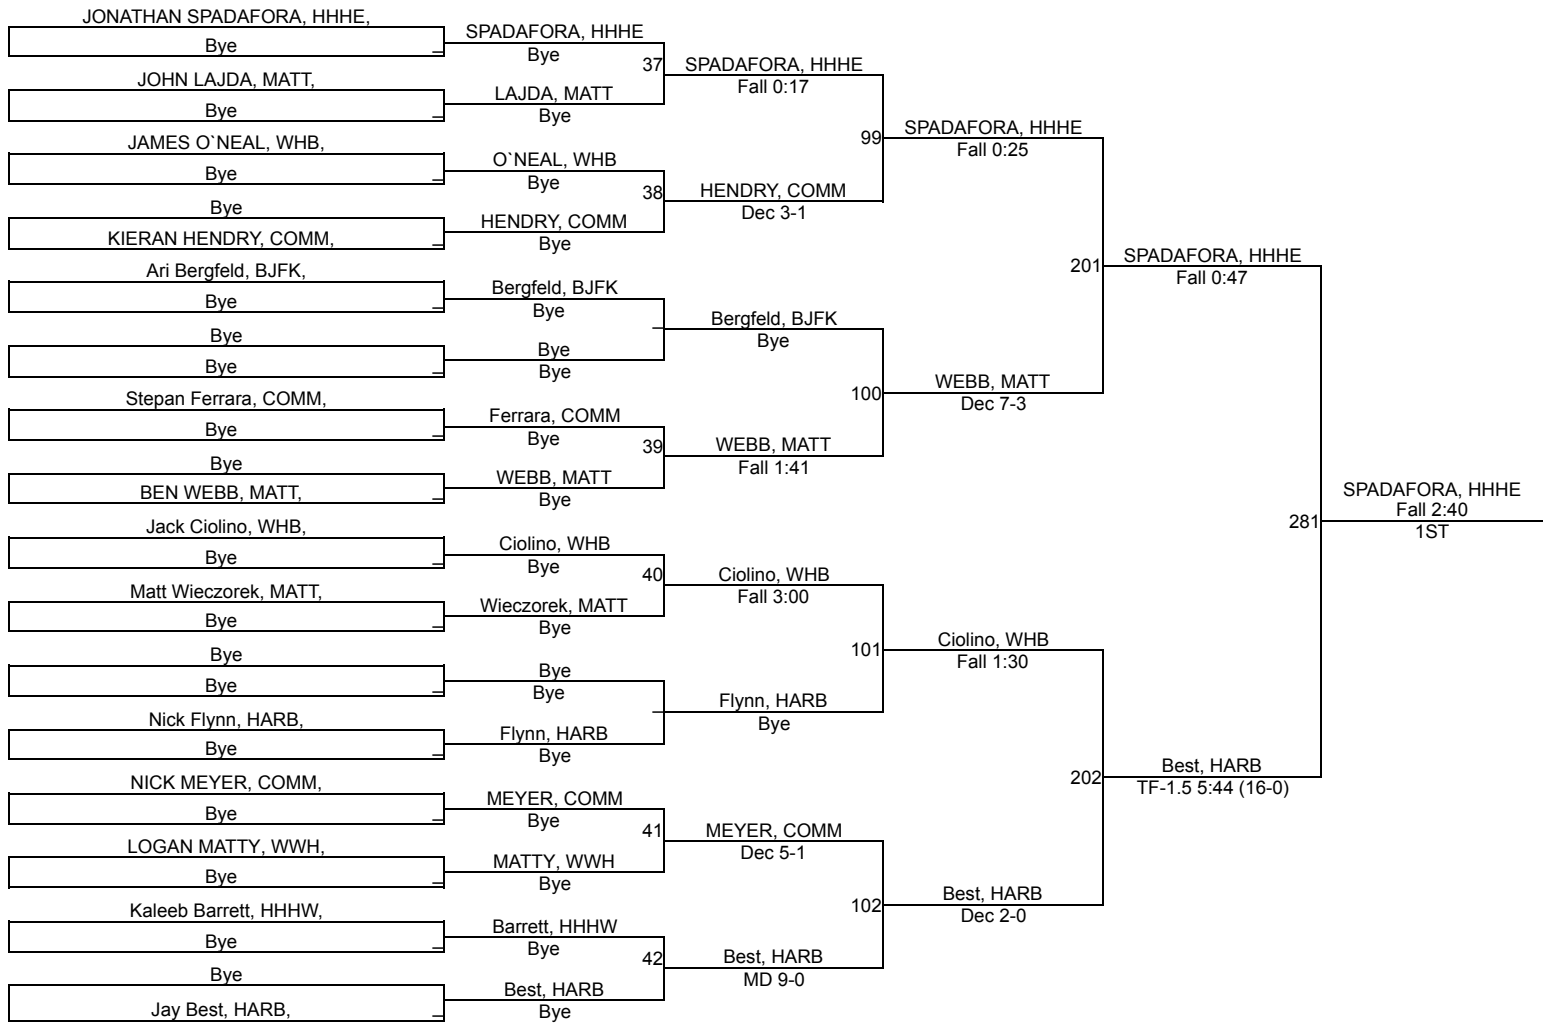 JONATHAN SPADAFORA, HHHE,
Bye
JOHN LAJDA, MATT,
Bye
JAMES O`NEAL, WHB,
Bye
Bye
KIERAN HENDRY, COMM,
Ari Bergfeld, BJFK,
Bye
Bye
Bye
Stepan Ferrara, COMM,
Bye
Bye
BEN WEBB, MATT,
Jack Ciolino, WHB,
Bye
Matt Wieczorek, MATT,
Bye
Bye
Bye
Nick Flynn, HARB,
Bye
NICK MEYER, COMM,
Bye
LOGAN MATTY, WWH,
Bye
Kaleeb Barrett, HHHW,
Bye
Bye
Jay Best, HARB,
SPADAFORA, HHHE
Bye
37
LAJDA, MATT
Bye
O`NEAL, WHB
Bye
38
HENDRY, COMM
Bye
Bergfeld, BJFK
Bye
Bye
Bye
Ferrara, COMM
Bye
39
WEBB, MATT
Bye
Ciolino, WHB
Bye
40
Wieczorek, MATT
Bye
Bye
Bye
Flynn, HARB
Bye
MEYER, COMM
Bye
41
MATTY, WWH
Bye
Barrett, HHHW
Bye
42
Best, HARB
Bye
SPADAFORA, HHHE
Fall 0:17
99
HENDRY, COMM
Dec 3-1
Bergfeld, BJFK
Bye
100
WEBB, MATT
Fall 1:41
Ciolino, WHB
Fall 3:00
101
Flynn, HARB
Bye
MEYER, COMM
Dec 5-1
102
Best, HARB
MD 9-0
SPADAFORA, HHHE
Fall 0:25
201
WEBB, MATT
Dec 7-3
Ciolino, WHB
Fall 1:30
202
Best, HARB
Dec 2-0
SPADAFORA, HHHE
Fall 0:47
281
Best, HARB
TF-1.5 5:44 (16-0)
SPADAFORA, HHHE
Fall 2:40
1ST